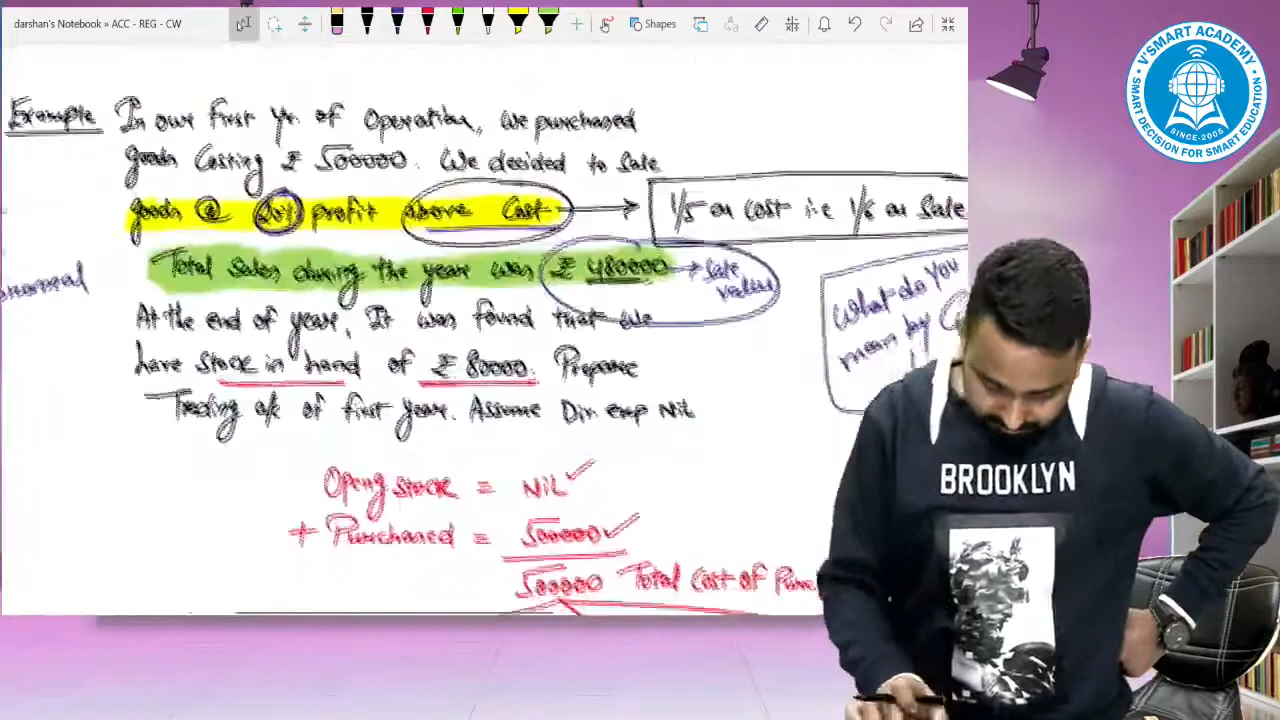 darshan's Notebook » ACC - REG - CW
Shapes
V'SMART ACADEMY
SINCE-2005
SMART DECISION FOR SMART EDUCATION
Example In our first yr. of operation, We purchased
goods costing ₹ 500000. We decided to sale
goods @ 20% profit above Cost → 1/5 on cost i.e 1/6 on Sale
Total sales during the year was ₹ 480000 → Sale value
What do you
mean by
At the end of year, It was found that we
have stock in hand of ₹ 80000. Prepare
Trading a/c of first year. Assume Dir. exp Nil
Openg stock = NIL ✓
+ Purchased = 500000 ✓
500000 Total Cost of
BROOKLYN